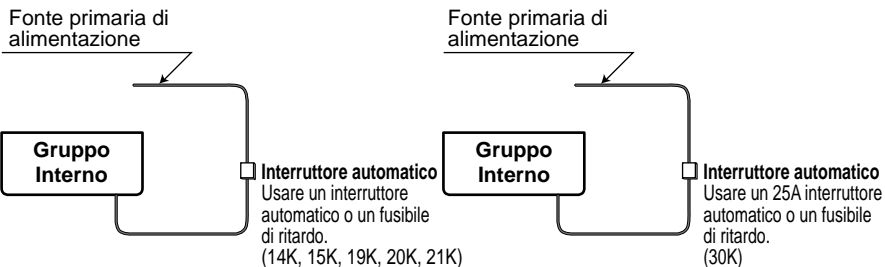 Fonte primaria di
alimentazione
Gruppo
Interno
Interruttore automatico
Usare un interruttore
automatico o un fusibile
di ritardo.
(14K, 15K, 19K, 20K, 21K)
Fonte primaria di
alimentazione
Gruppo
Interno
Interruttore automatico
Usare un 25A interruttore
automatico o un fusibile
di ritardo.
(30K)